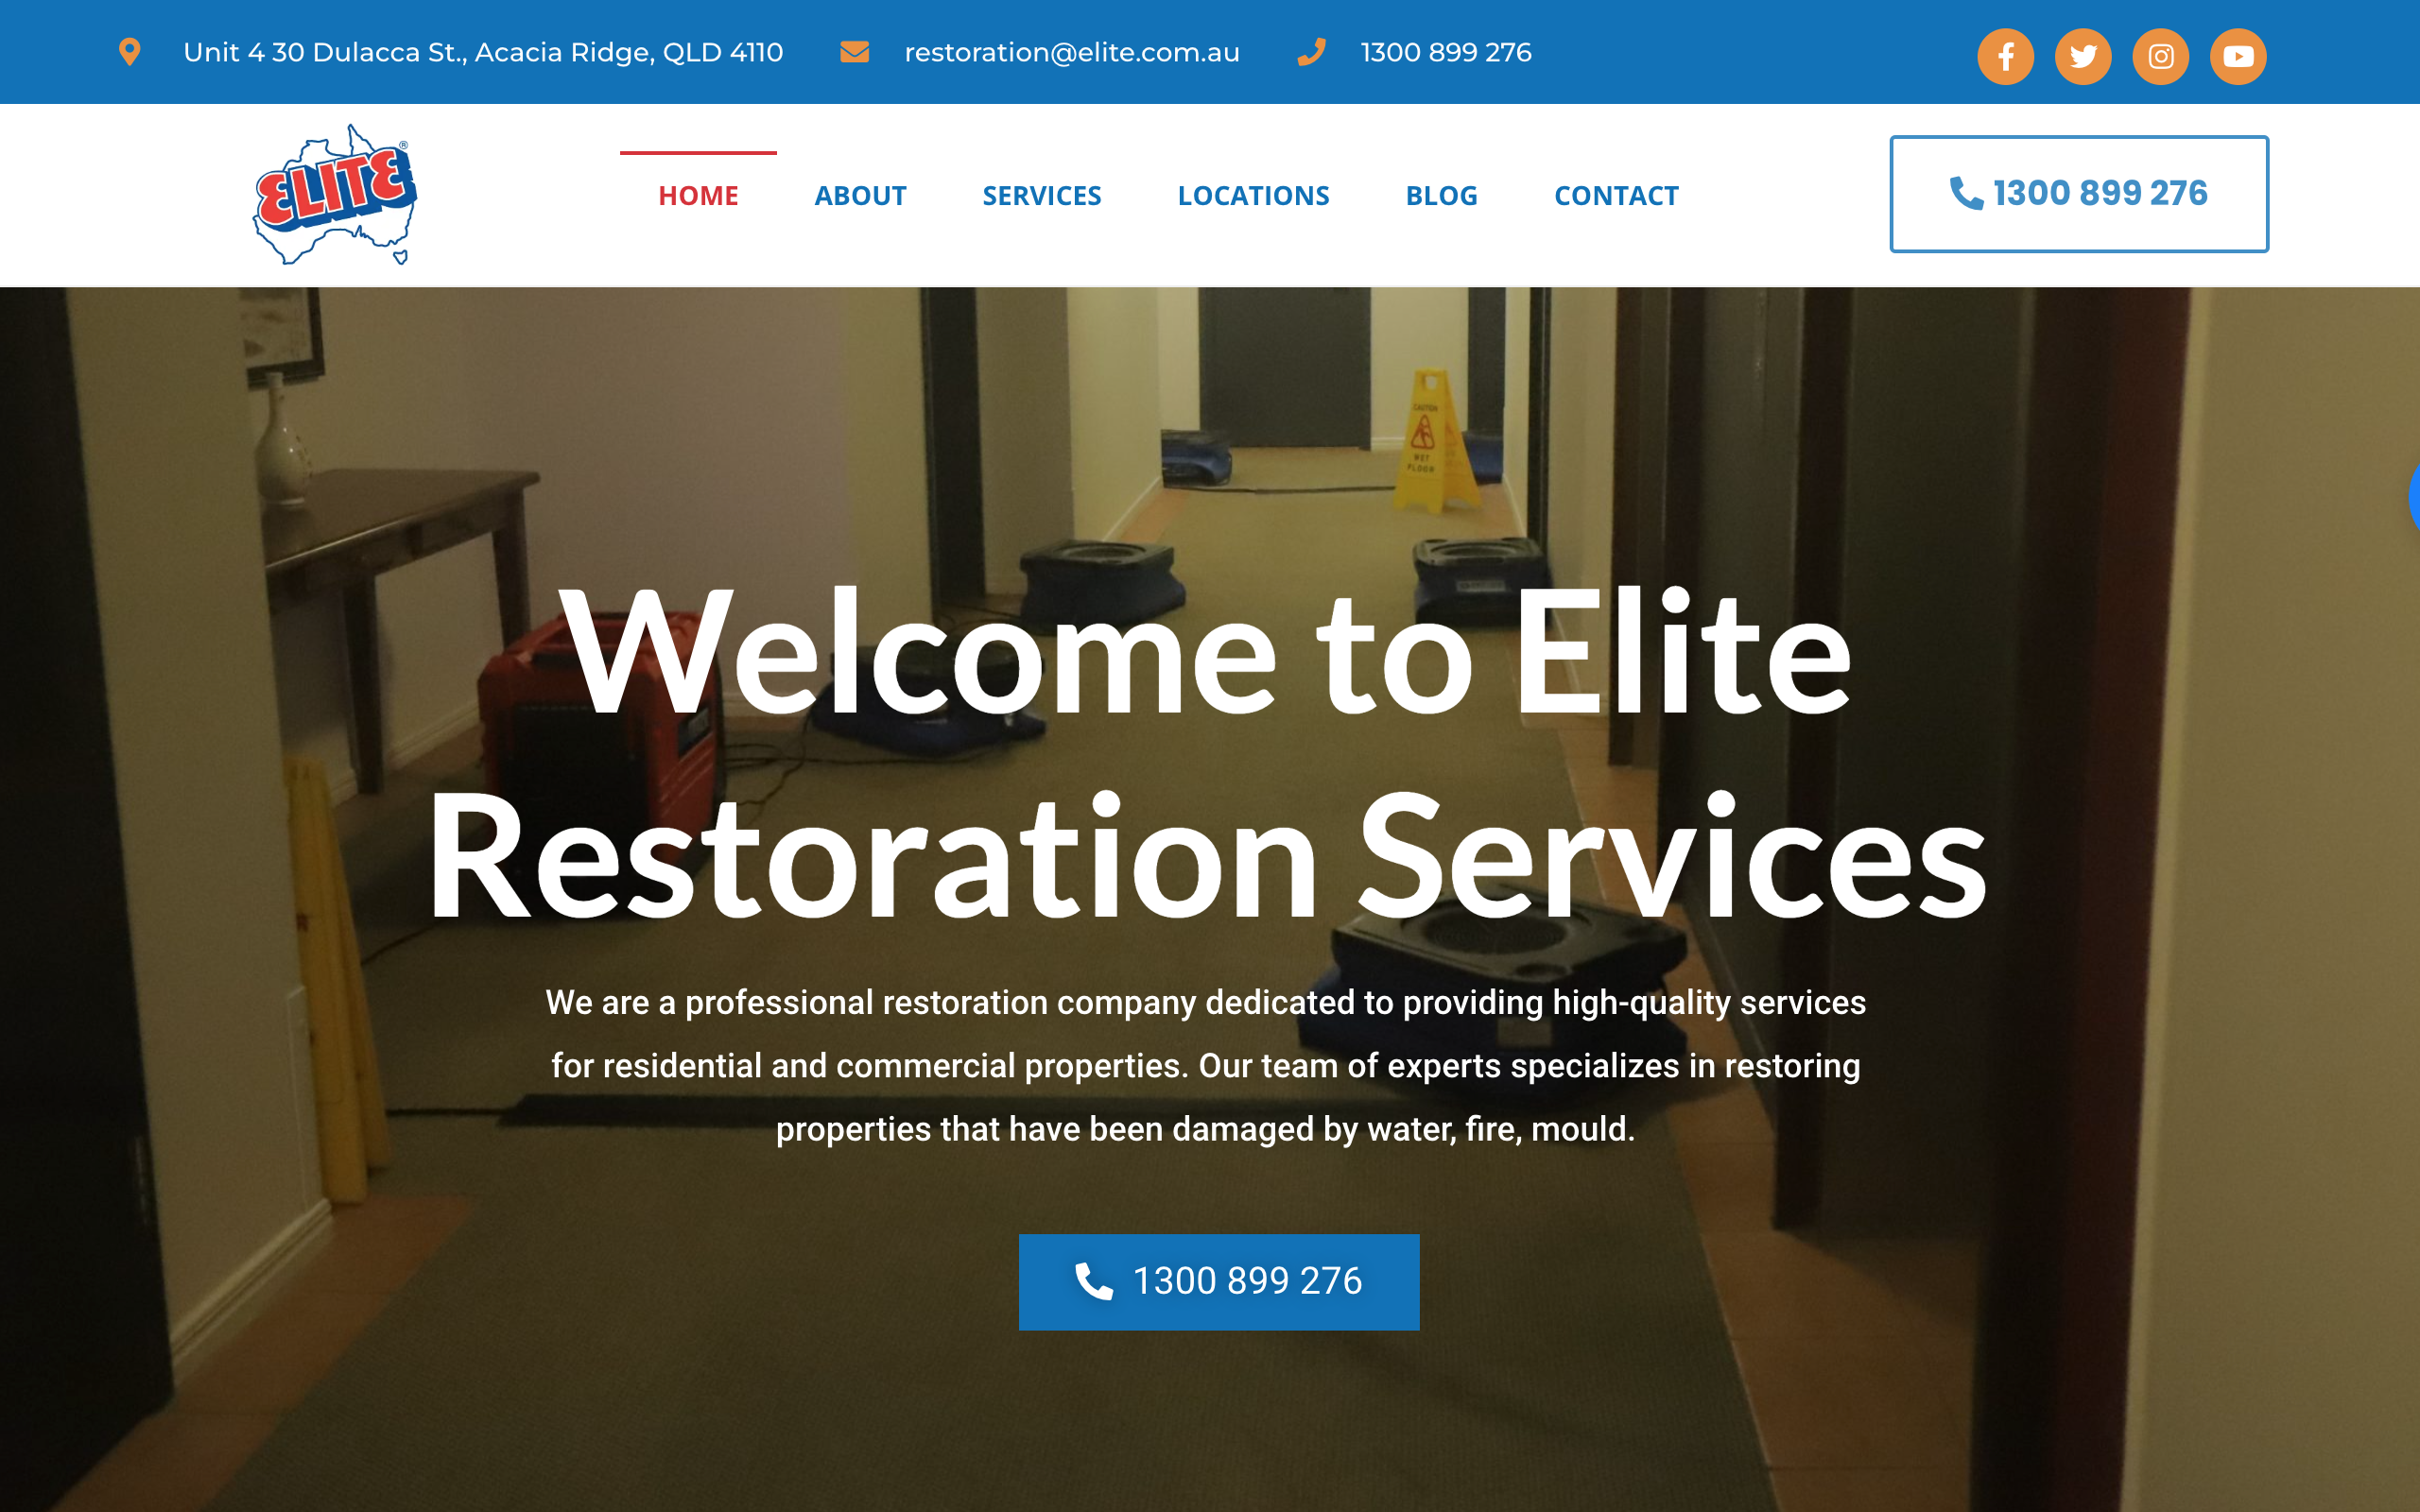 Unit 4 30 Dulacca St., Acacia Ridge, QLD 4110
restoration@elite.com.au
1300 899 276
ELITE®
HOME
ABOUT
SERVICES
LOCATIONS
BLOG
CONTACT
1300 899 276
CAUTION
WET
FLOOR
Welcome to Elite
Restoration Services
We are a professional restoration company dedicated to providing high-quality services
for residential and commercial properties. Our team of experts specializes in restoring
properties that have been damaged by water, fire, mould.
1300 899 276